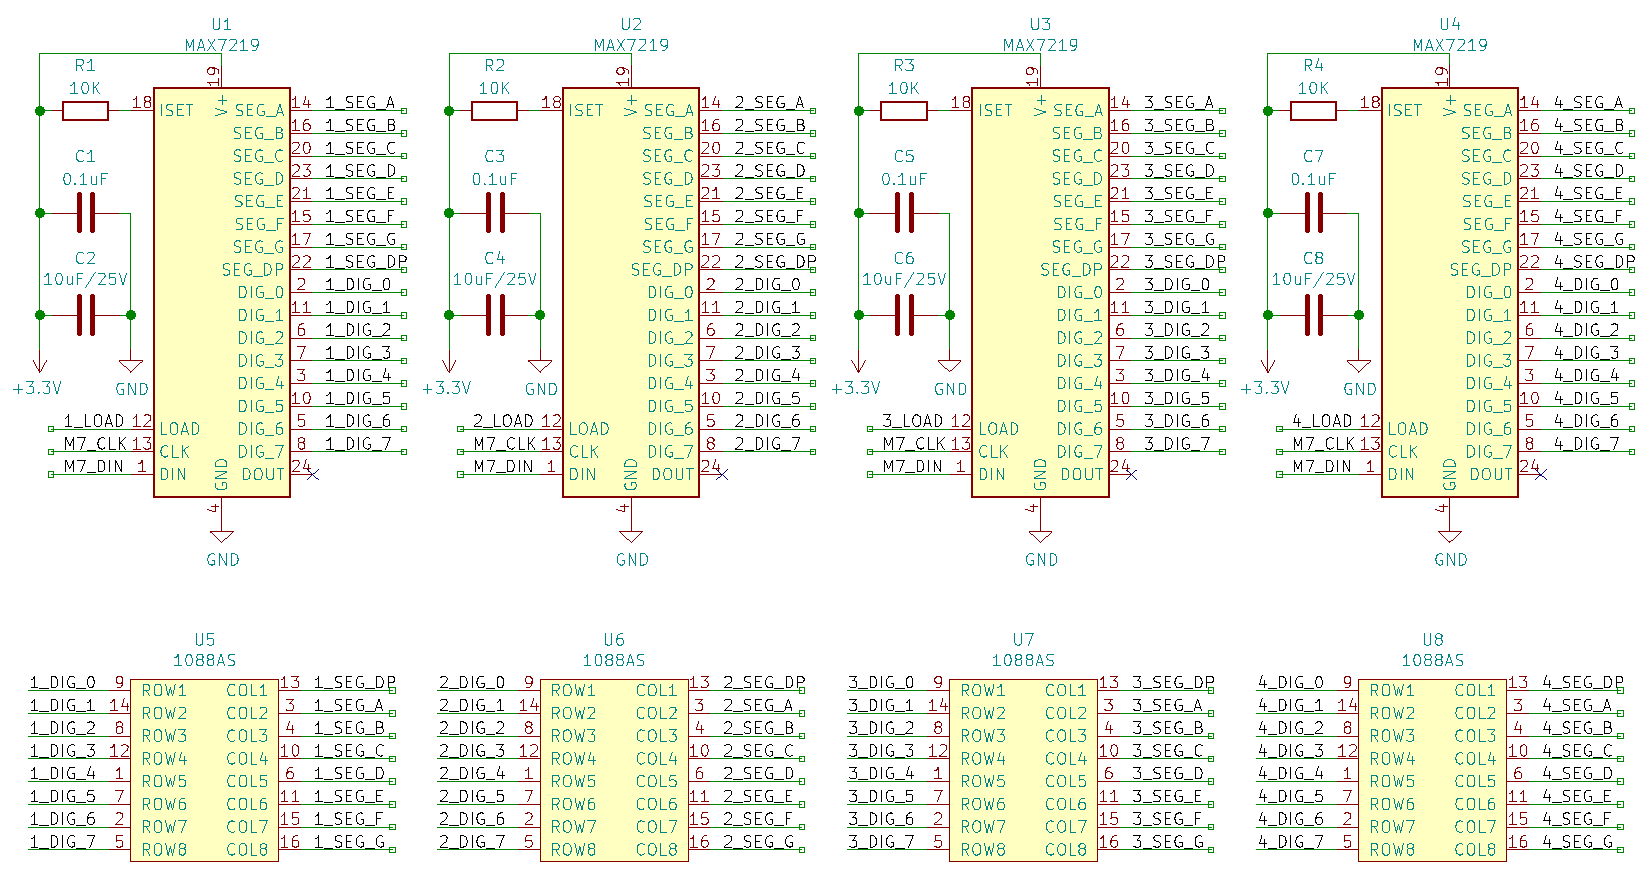 U1
MAX7219
19
R1
10K
18 ISET V+ SEG_A 14 1_SEG_A
SEG_B 16 1_SEG_B
C1
SEG_C 20 1_SEG_C
0.1uF
SEG_D 23 1_SEG_D
SEG_E 21 1_SEG_E
SEG_F 15 1_SEG_F
SEG_G 17 1_SEG_G
C2
SEG_DP 22 1_SEG_DP
10uF/25V
DIG_0 2 1_DIG_0
DIG_1 11 1_DIG_1
DIG_2 6 1_DIG_2
DIG_3 7 1_DIG_3
+3.3V GND
DIG_4 3 1_DIG_4
DIG_5 10 1_DIG_5
1_LOAD 12 LOAD DIG_6 5 1_DIG_6
M7_CLK 13 CLK DIG_7 8 1_DIG_7
M7_DIN 1 DIN GND DOUT 24
4
GND
U2
MAX7219
19
R2
10K
18 ISET V+ SEG_A 14 2_SEG_A
SEG_B 16 2_SEG_B
C3
SEG_C 20 2_SEG_C
0.1uF
SEG_D 23 2_SEG_D
SEG_E 21 2_SEG_E
SEG_F 15 2_SEG_F
SEG_G 17 2_SEG_G
C4
SEG_DP 22 2_SEG_DP
10uF/25V
DIG_0 2 2_DIG_0
DIG_1 11 2_DIG_1
DIG_2 6 2_DIG_2
DIG_3 7 2_DIG_3
+3.3V GND
DIG_4 3 2_DIG_4
DIG_5 10 2_DIG_5
2_LOAD 12 LOAD DIG_6 5 2_DIG_6
M7_CLK 13 CLK DIG_7 8 2_DIG_7
M7_DIN 1 DIN GND DOUT 24
4
GND
U3
MAX7219
19
R3
10K
18 ISET V+ SEG_A 14 3_SEG_A
SEG_B 16 3_SEG_B
C5
SEG_C 20 3_SEG_C
0.1uF
SEG_D 23 3_SEG_D
SEG_E 21 3_SEG_E
SEG_F 15 3_SEG_F
SEG_G 17 3_SEG_G
C6
SEG_DP 22 3_SEG_DP
10uF/25V
DIG_0 2 3_DIG_0
DIG_1 11 3_DIG_1
DIG_2 6 3_DIG_2
DIG_3 7 3_DIG_3
+3.3V GND
DIG_4 3 3_DIG_4
DIG_5 10 3_DIG_5
3_LOAD 12 LOAD DIG_6 5 3_DIG_6
M7_CLK 13 CLK DIG_7 8 3_DIG_7
M7_DIN 1 DIN GND DOUT 24
4
GND
U4
MAX7219
19
R4
10K
18 ISET V+ SEG_A 14 4_SEG_A
SEG_B 16 4_SEG_B
C7
SEG_C 20 4_SEG_C
0.1uF
SEG_D 23 4_SEG_D
SEG_E 21 4_SEG_E
SEG_F 15 4_SEG_F
SEG_G 17 4_SEG_G
C8
SEG_DP 22 4_SEG_DP
10uF/25V
DIG_0 2 4_DIG_0
DIG_1 11 4_DIG_1
DIG_2 6 4_DIG_2
DIG_3 7 4_DIG_3
+3.3V GND
DIG_4 3 4_DIG_4
DIG_5 10 4_DIG_5
4_LOAD 12 LOAD DIG_6 5 4_DIG_6
M7_CLK 13 CLK DIG_7 8 4_DIG_7
M7_DIN 1 DIN GND DOUT 24
4
GND
U5
1088AS
1_DIG_0 9 ROW1 COL1 13 1_SEG_DP
1_DIG_1 14 ROW2 COL2 3 1_SEG_A
1_DIG_2 8 ROW3 COL3 4 1_SEG_B
1_DIG_3 12 ROW4 COL4 10 1_SEG_C
1_DIG_4 1 ROW5 COL5 6 1_SEG_D
1_DIG_5 7 ROW6 COL6 11 1_SEG_E
1_DIG_6 2 ROW7 COL7 15 1_SEG_F
1_DIG_7 5 ROW8 COL8 16 1_SEG_G
U6
1088AS
2_DIG_0 9 ROW1 COL1 13 2_SEG_DP
2_DIG_1 14 ROW2 COL2 3 2_SEG_A
2_DIG_2 8 ROW3 COL3 4 2_SEG_B
2_DIG_3 12 ROW4 COL4 10 2_SEG_C
2_DIG_4 1 ROW5 COL5 6 2_SEG_D
2_DIG_5 7 ROW6 COL6 11 2_SEG_E
2_DIG_6 2 ROW7 COL7 15 2_SEG_F
2_DIG_7 5 ROW8 COL8 16 2_SEG_G
U7
1088AS
3_DIG_0 9 ROW1 COL1 13 3_SEG_DP
3_DIG_1 14 ROW2 COL2 3 3_SEG_A
3_DIG_2 8 ROW3 COL3 4 3_SEG_B
3_DIG_3 12 ROW4 COL4 10 3_SEG_C
3_DIG_4 1 ROW5 COL5 6 3_SEG_D
3_DIG_5 7 ROW6 COL6 11 3_SEG_E
3_DIG_6 2 ROW7 COL7 15 3_SEG_F
3_DIG_7 5 ROW8 COL8 16 3_SEG_G
U8
1088AS
4_DIG_0 9 ROW1 COL1 13 4_SEG_DP
4_DIG_1 14 ROW2 COL2 3 4_SEG_A
4_DIG_2 8 ROW3 COL3 4 4_SEG_B
4_DIG_3 12 ROW4 COL4 10 4_SEG_C
4_DIG_4 1 ROW5 COL5 6 4_SEG_D
4_DIG_5 7 ROW6 COL6 11 4_SEG_E
4_DIG_6 2 ROW7 COL7 15 4_SEG_F
4_DIG_7 5 ROW8 COL8 16 4_SEG_G